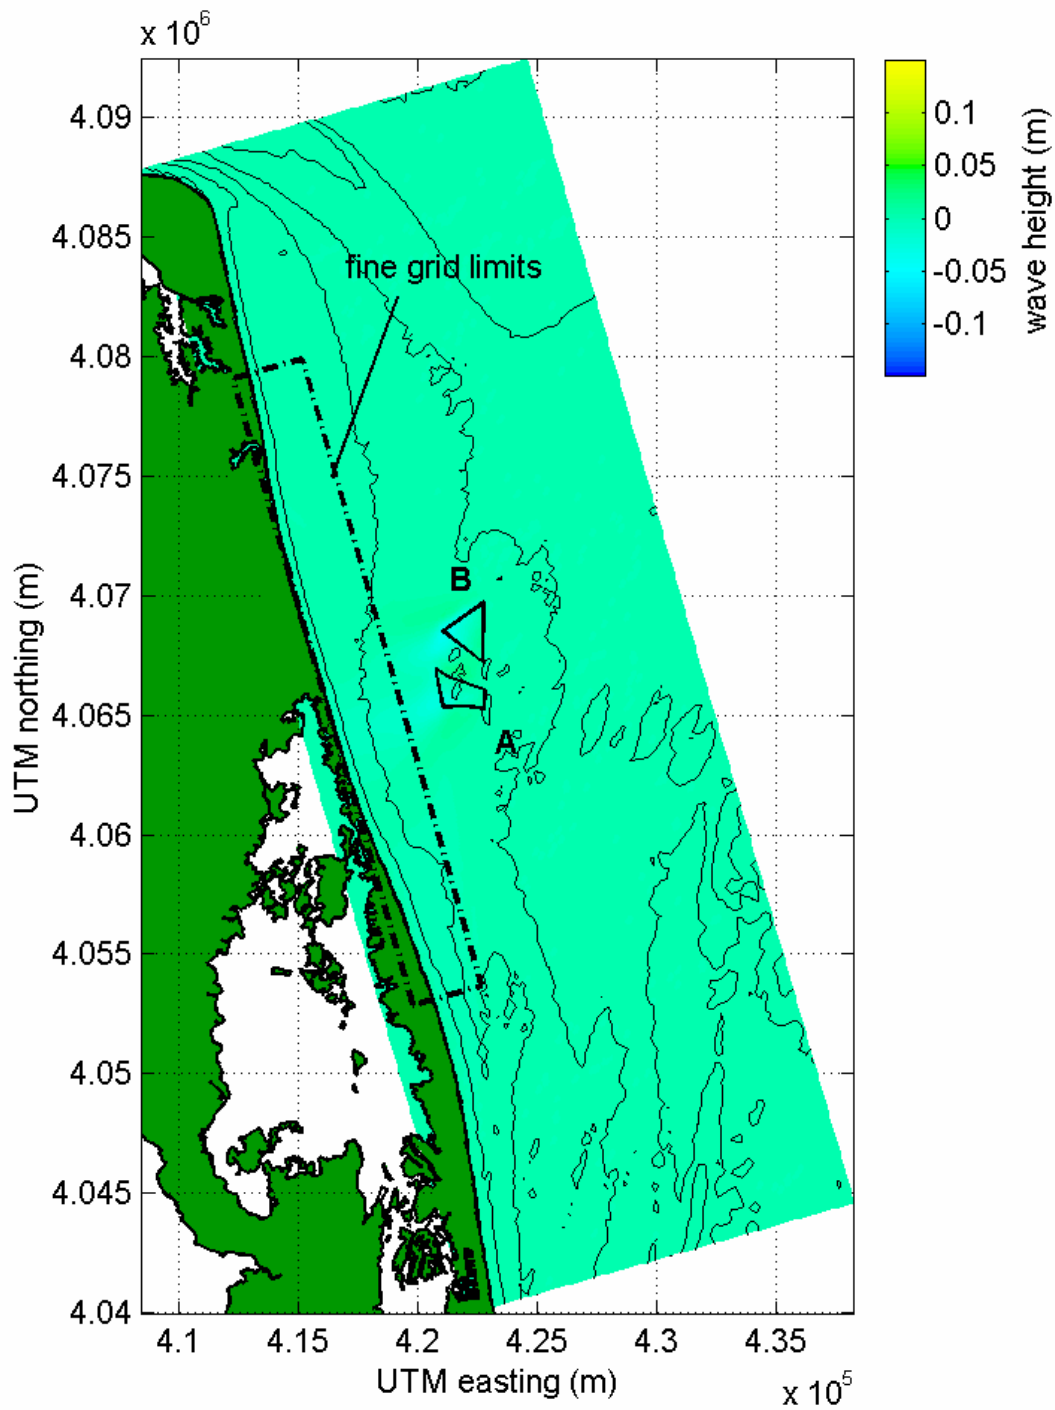 x 10^6
4.09
4.085
4.08
4.075
4.07
4.065
4.06
4.055
4.05
4.045
4.04
UTM northing (m)
fine grid limits
B
A
4.1
4.15
4.2
4.25
4.3
4.35
UTM easting (m)
x 10^5
0.1
0.05
0
-0.05
-0.1
wave height (m)